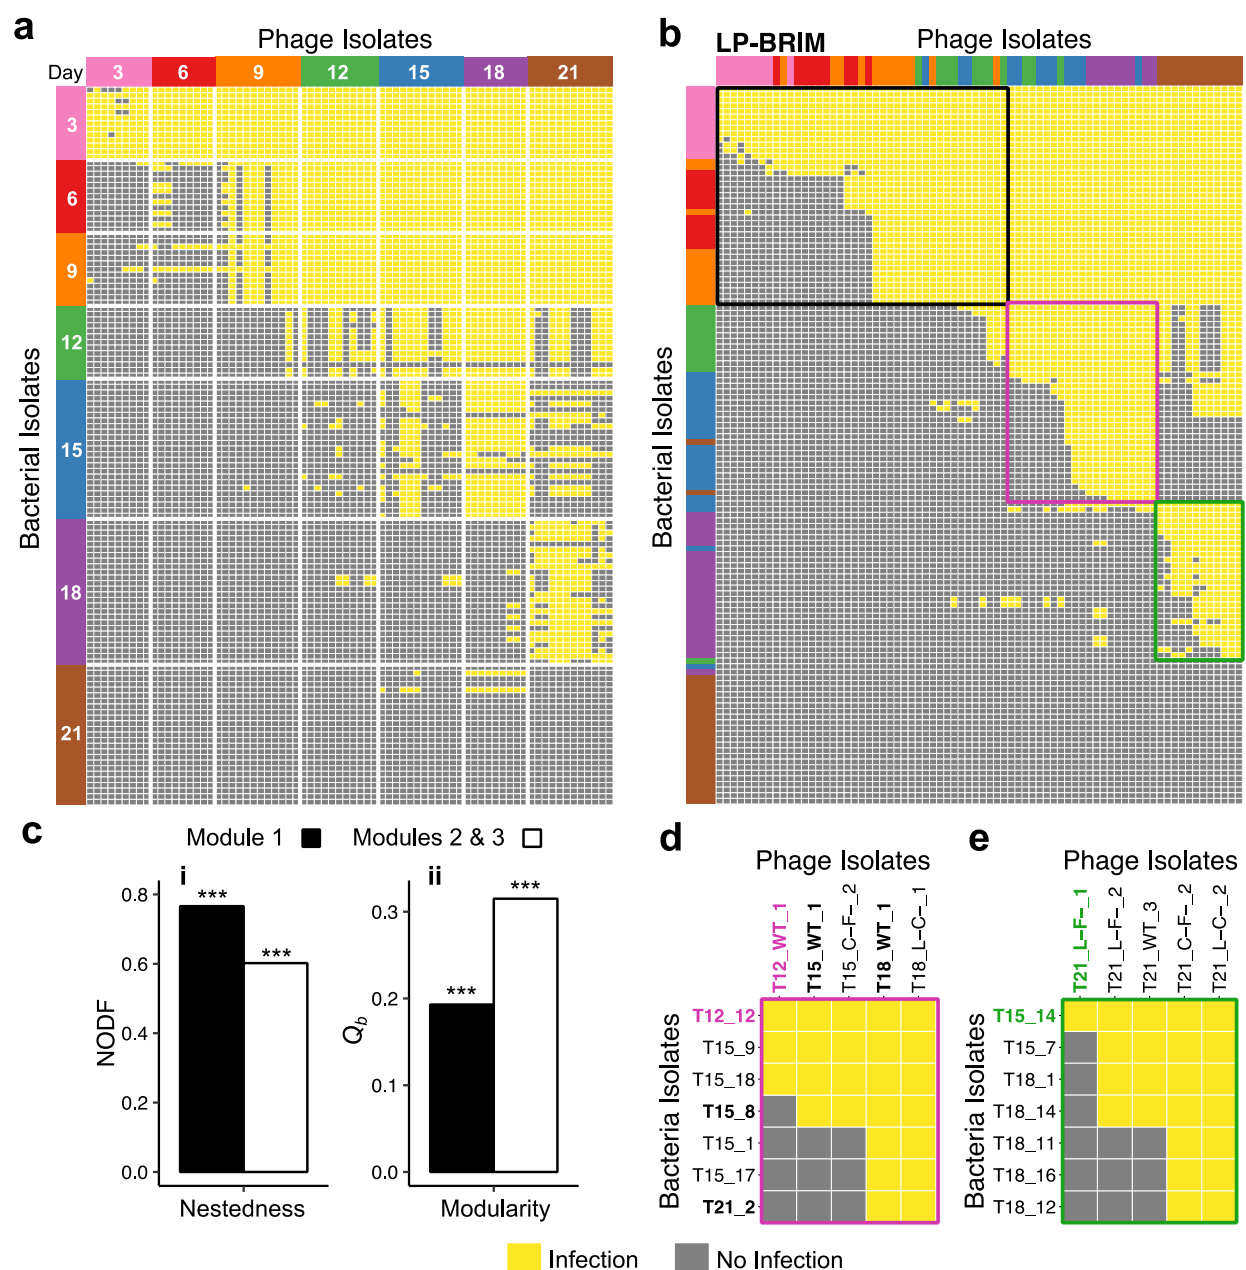 a
Phage Isolates
Day 3 6 9 12 15 18 21
3
6
9
12
15
18
21
Bacterial Isolates
b
LP-BRIM
Phage Isolates
Bacterial Isolates
c
Module 1
Modules 2 & 3
i
***
***
0.8
0.6
0.4
0.2
0.0
NODF
Nestedness
ii
***
***
0.3
0.2
0.1
0.0
Qb
Modularity
d
Phage Isolates
T12_WT_1
T15_WT_1
T15_C-F-_2
T18_WT_1
T18_L-C-_1
Bacteria Isolates
T12_12
T15_9
T15_18
T15_8
T15_1
T15_17
T21_2
e
Phage Isolates
T21_L-F-_1
T21_L-F-_2
T21_WT_3
T21_C-F-_2
T21_L-C-_2
Bacteria Isolates
T15_14
T15_7
T18_1
T18_14
T18_11
T18_16
T18_12
Infection
No Infection